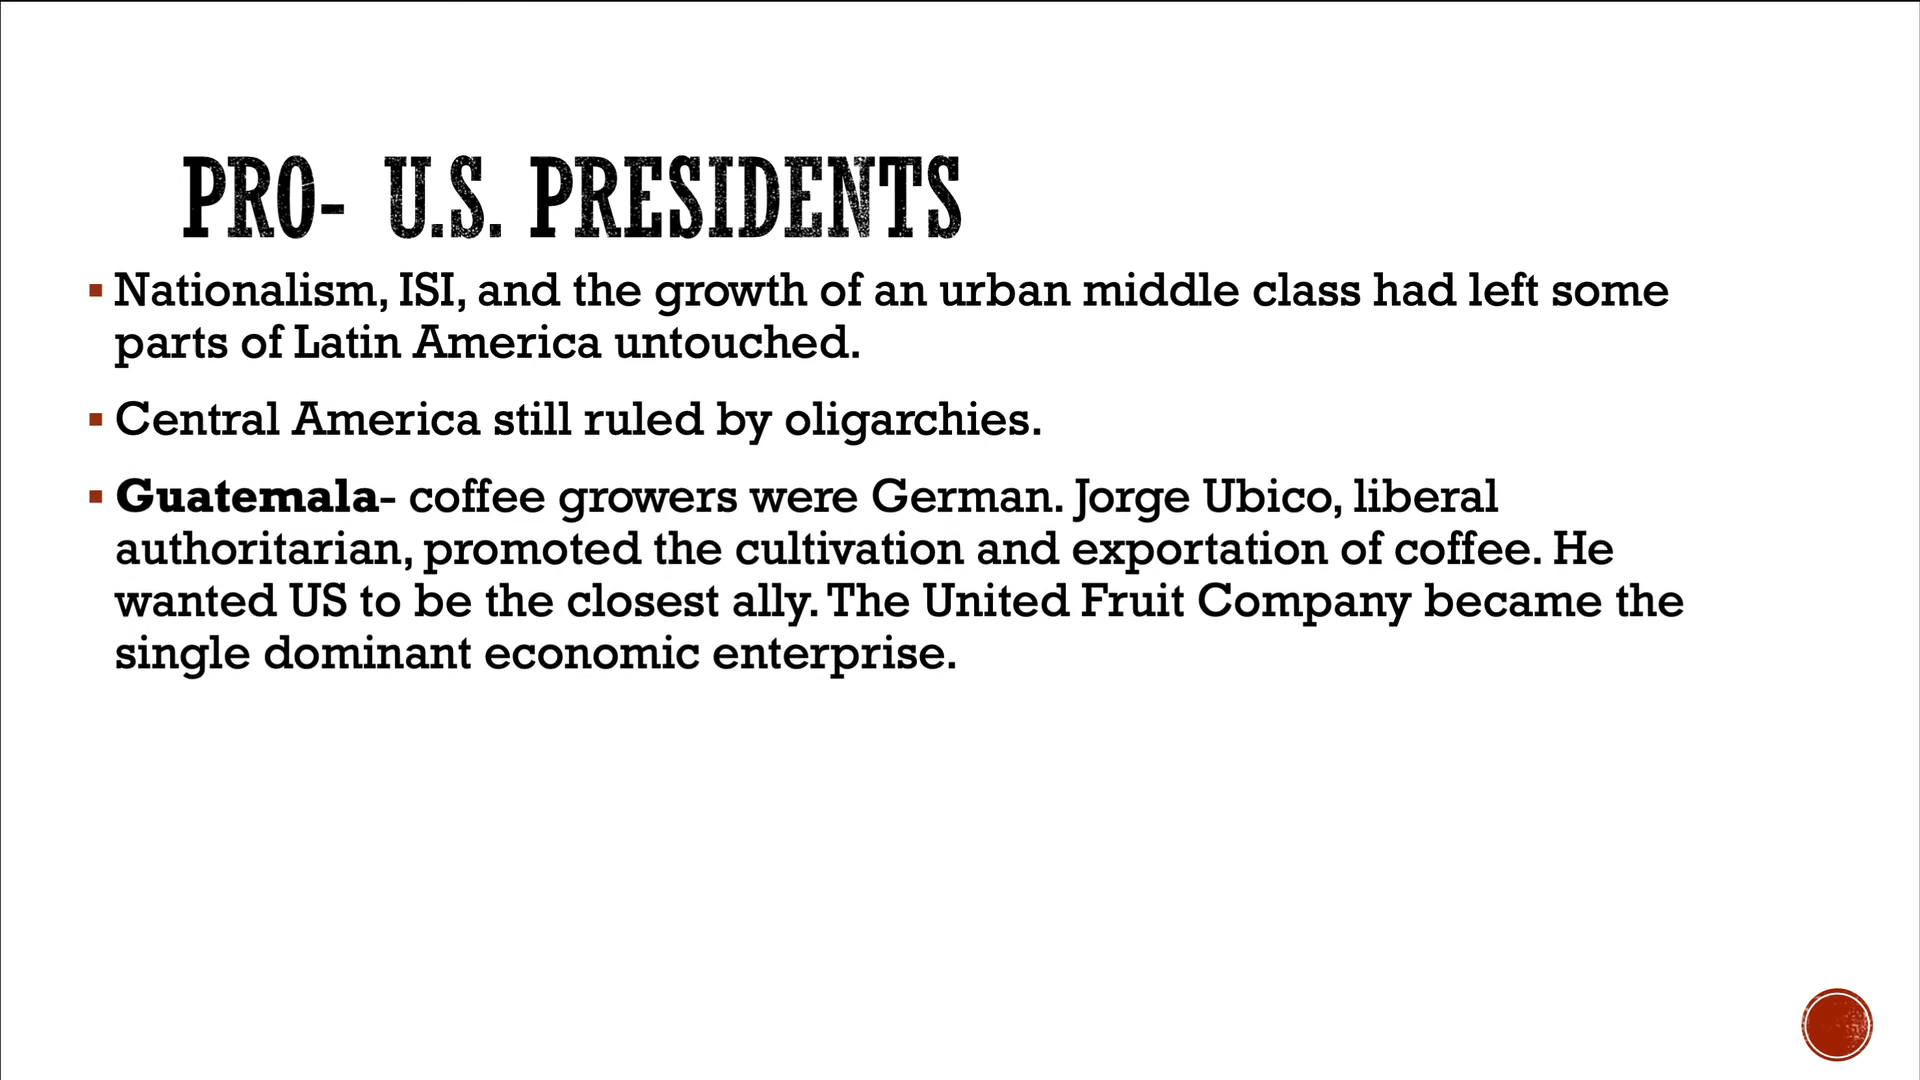 PRO- U.S. PRESIDENTS
▪ Nationalism, ISI, and the growth of an urban middle class had left some
parts of Latin America untouched.
▪ Central America still ruled by oligarchies.
▪ Guatemala- coffee growers were German. Jorge Ubico, liberal
authoritarian, promoted the cultivation and exportation of coffee. He
wanted US to be the closest ally. The United Fruit Company became the
single dominant economic enterprise.